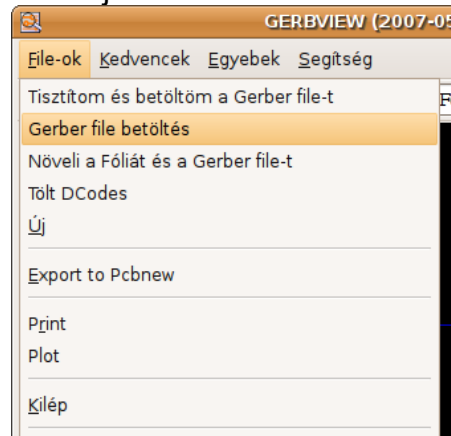 GERBVIEW (2007-05
File-ok Kedvencek Egyebek Segítség
Tisztítom és betöltöm a Gerber file-t
Gerber file betöltés
Növeli a Fóliát és a Gerber file-t
Tölt DCodes
Új
Export to Pcbnew
Print
Plot
Kilép